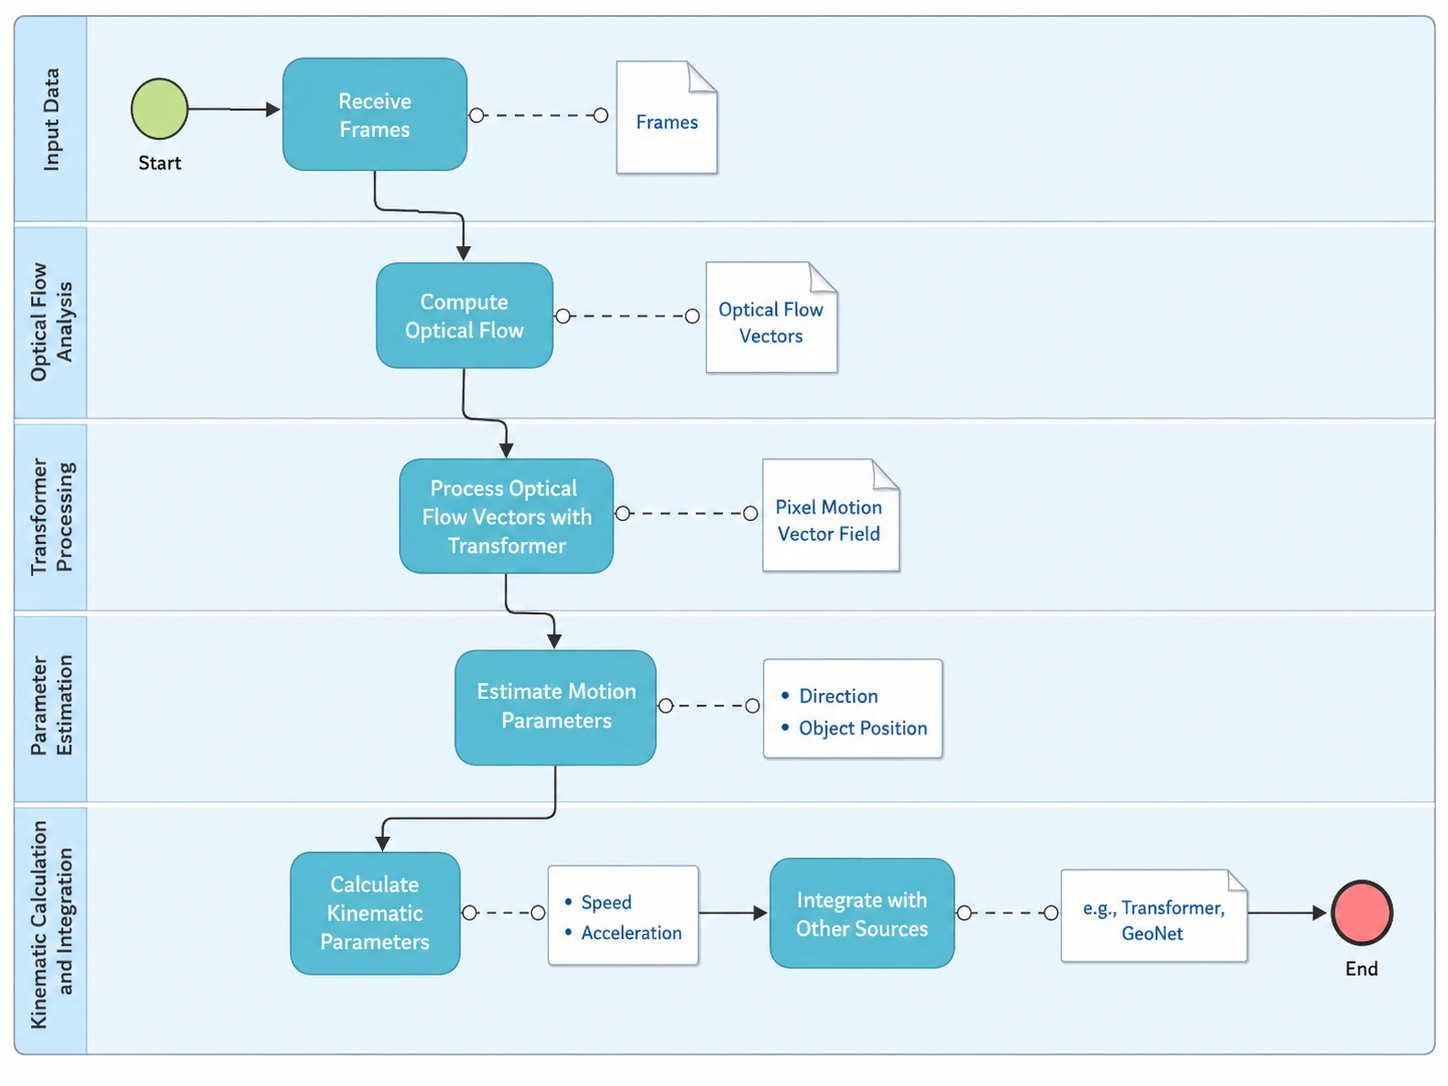 Input Data
Start
Receive
Frames
Frames
Optical Flow
Analysis
Compute
Optical Flow
Optical Flow
Vectors
Transformer
Processing
Process Optical
Flow Vectors with
Transformer
Pixel Motion
Vector Field
Parameter
Estimation
Estimate Motion
Parameters
• Direction
• Object Position
Kinematic Calculation
and Integration
Calculate
Kinematic
Parameters
• Speed
• Acceleration
Integrate with
Other Sources
e.g., Transformer,
GeoNet
End